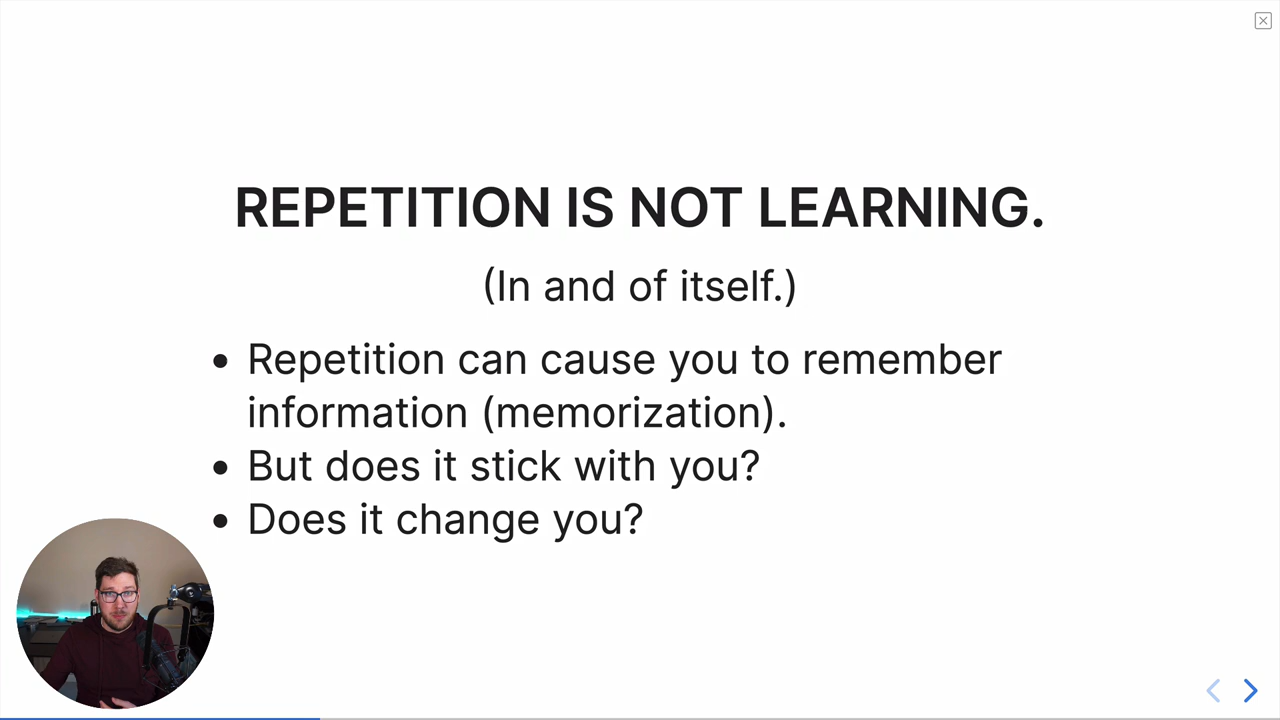 REPETITION IS NOT LEARNING.
(In and of itself.)
• Repetition can cause you to remember
information (memorization).
• But does it stick with you?
• Does it change you?